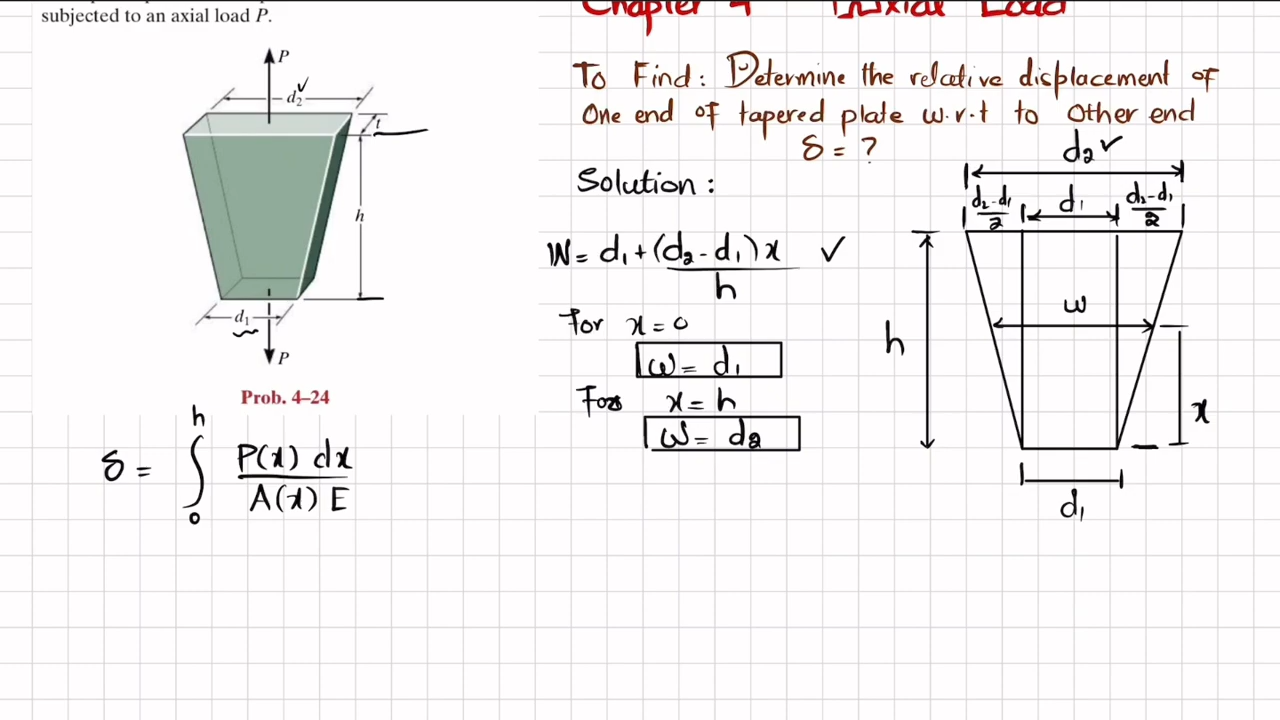 subjected to an axial load P.
Chapter 4 Axial Load
To Find: Determine the relative displacement of
One end of tapered plate w.r.t to Other end
δ = ?
Solution:
W = d₁ + (d₂ - d₁)x / h ✓
For x = 0
w = d₁
For x = h
w = d₂
P
d₂ ✓
t
h
d₁
P
Prob. 4–24
δ = ∫₀ʰ P(x) dx / A(x) E
d₂ ✓
d₂-d₁/2 d₁ d₂-d₁/2
w
h
x
d₁